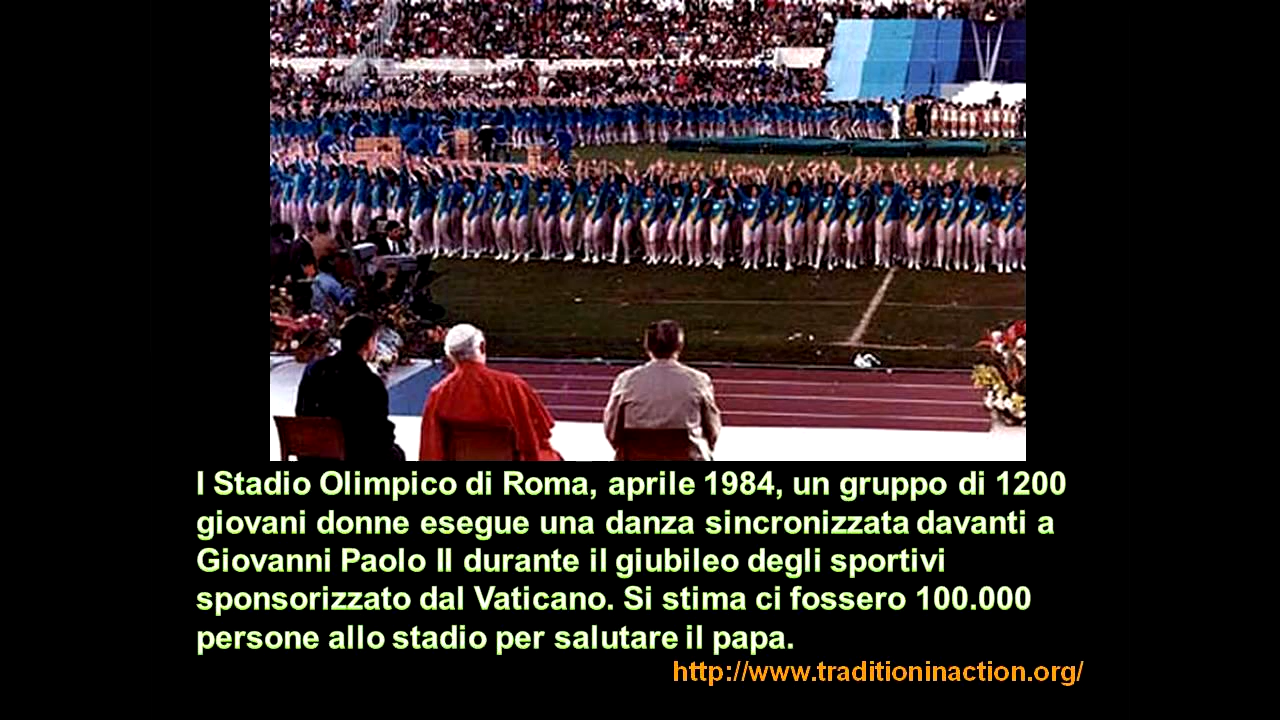 I Stadio Olimpico di Roma, aprile 1984, un gruppo di 1200
giovani donne esegue una danza sincronizzata davanti a
Giovanni Paolo II durante il giubileo degli sportivi
sponsorizzato dal Vaticano. Si stima ci fossero 100.000
persone allo stadio per salutare il papa.
http://www.traditioninaction.org/